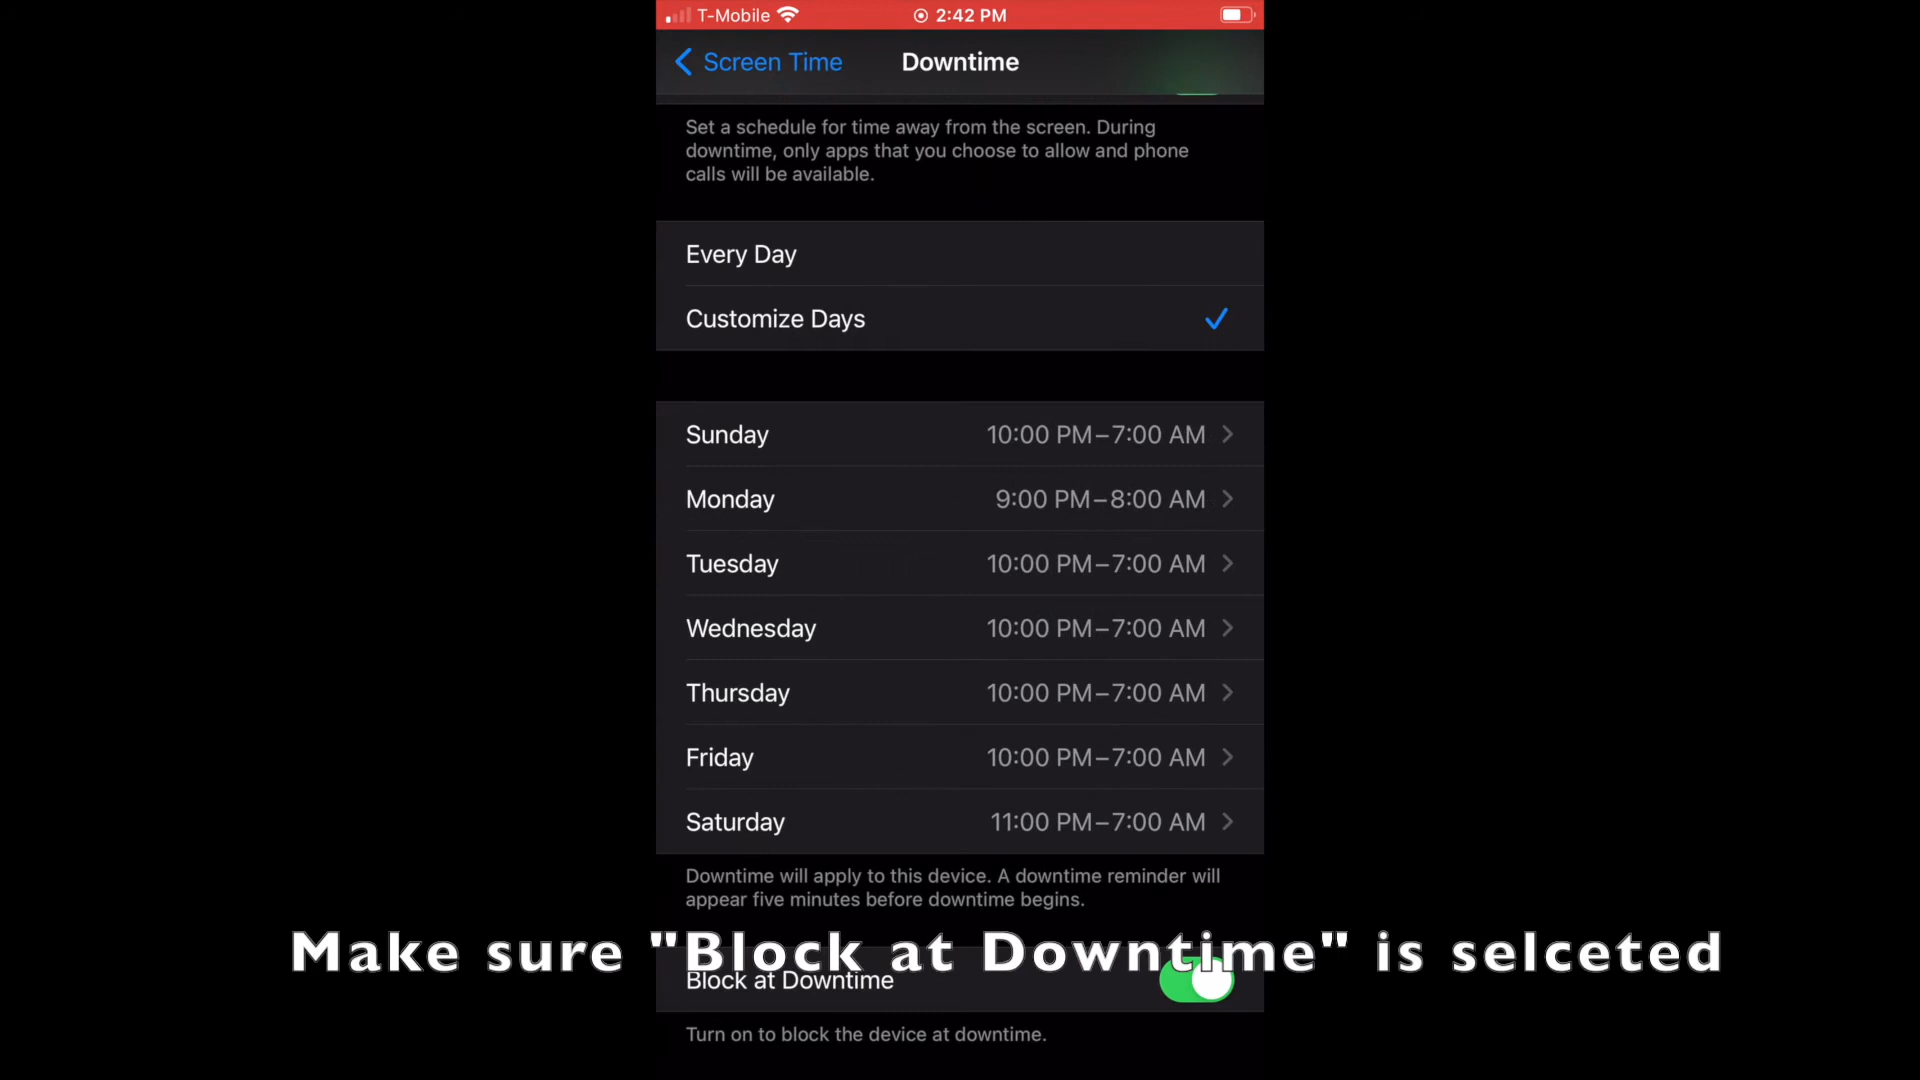 T-Mobile 2:42 PM
Screen Time Downtime
Set a schedule for time away from the screen. During
downtime, only apps that you choose to allow and phone
calls will be available.
Every Day
Customize Days
Sunday 10:00 PM–7:00 AM
Monday 9:00 PM–8:00 AM
Tuesday 10:00 PM–7:00 AM
Wednesday 10:00 PM–7:00 AM
Thursday 10:00 PM–7:00 AM
Friday 10:00 PM–7:00 AM
Saturday 11:00 PM–7:00 AM
Downtime will apply to this device. A downtime reminder will
appear five minutes before downtime begins.
Make sure "Block at Downtime" is selceted
Block at Downtime
Turn on to block the device at downtime.